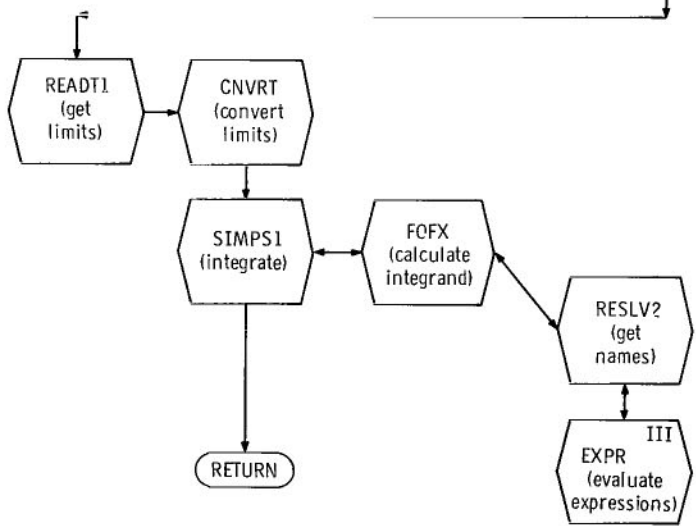 READT1
(get
limits)
CNVRT
(convert
limits)
SIMPS1
(integrate)
FOFX
(calculate
integrand)
RESLV2
(get
names)
III
EXPR
(evaluate
expressions)
RETURN